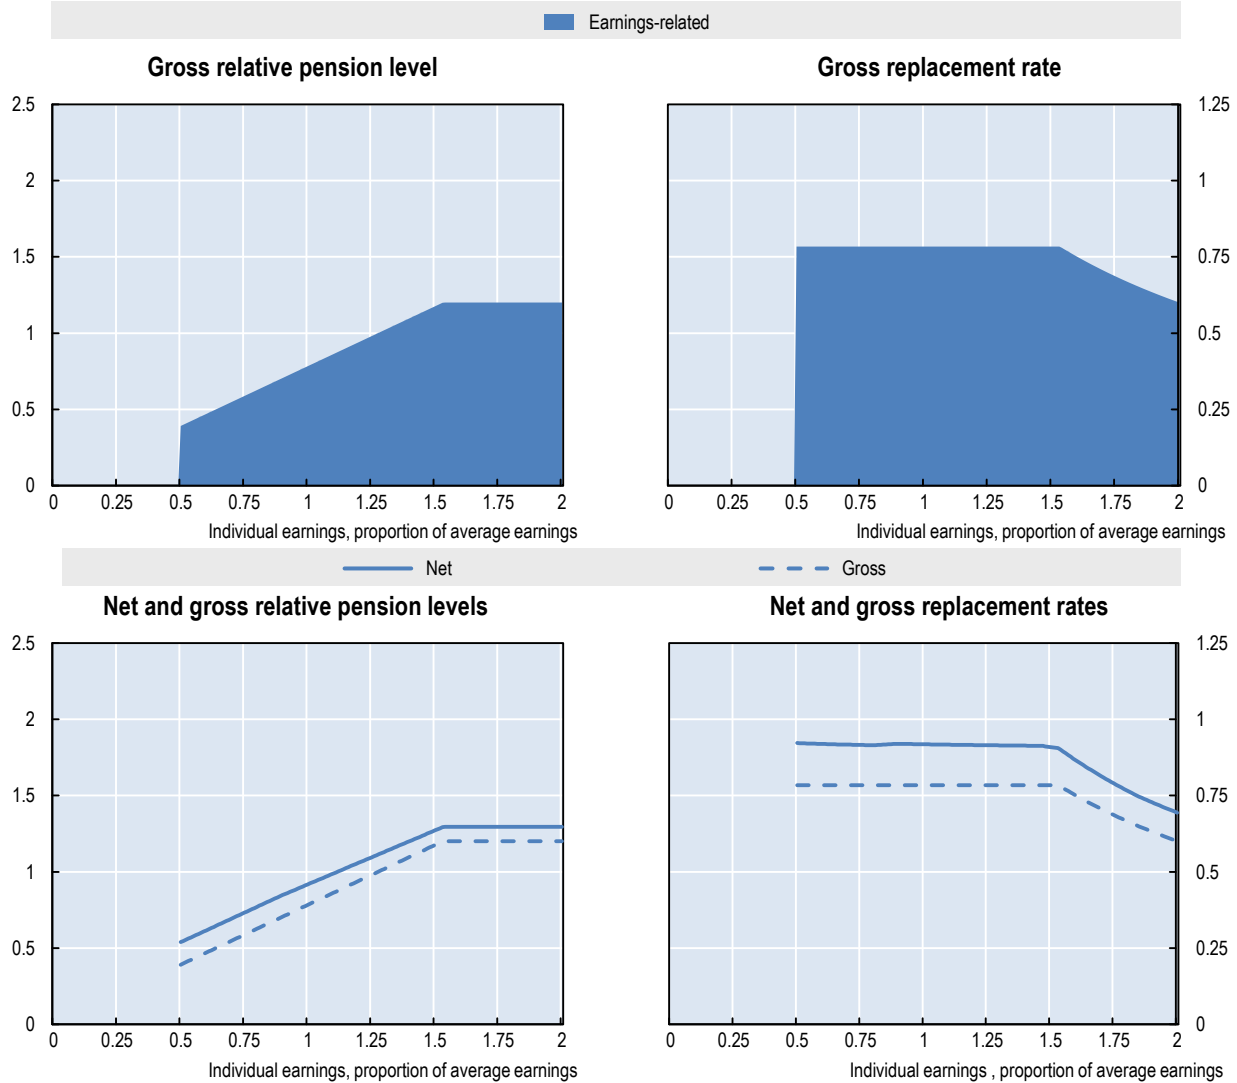 Earnings-related
Gross relative pension level
Gross replacement rate
2.5
2
1.5
1
0.5
0
0 0.25 0.5 0.75 1 1.25 1.5 1.75 2
Individual earnings, proportion of average earnings
1.25
1
0.75
0.5
0.25
0
0 0.25 0.5 0.75 1 1.25 1.5 1.75 2
Individual earnings, proportion of average earnings
Net Gross
Net and gross relative pension levels
Net and gross replacement rates
2.5
2
1.5
1
0.5
0
0 0.25 0.5 0.75 1 1.25 1.5 1.75 2
Individual earnings, proportion of average earnings
1.25
1
0.75
0.5
0.25
0
0 0.25 0.5 0.75 1 1.25 1.5 1.75 2
Individual earnings , proportion of average earnings